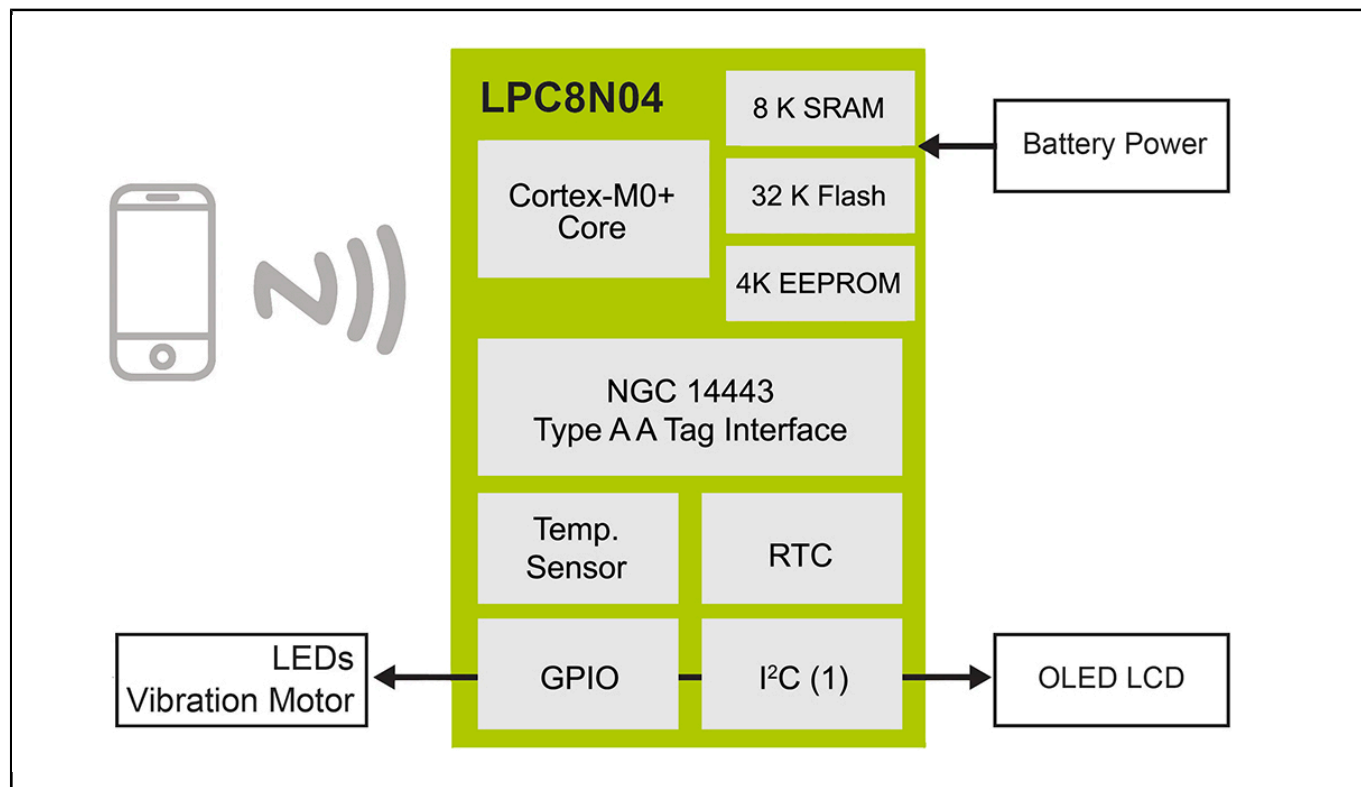 LPC8N04
8 K SRAM
Battery Power
Cortex-M0+
Core
32 K Flash
4K EEPROM
NGC 14443
Type A A Tag Interface
Temp.
Sensor
RTC
LEDs
Vibration Motor
GPIO
I²C (1)
OLED LCD